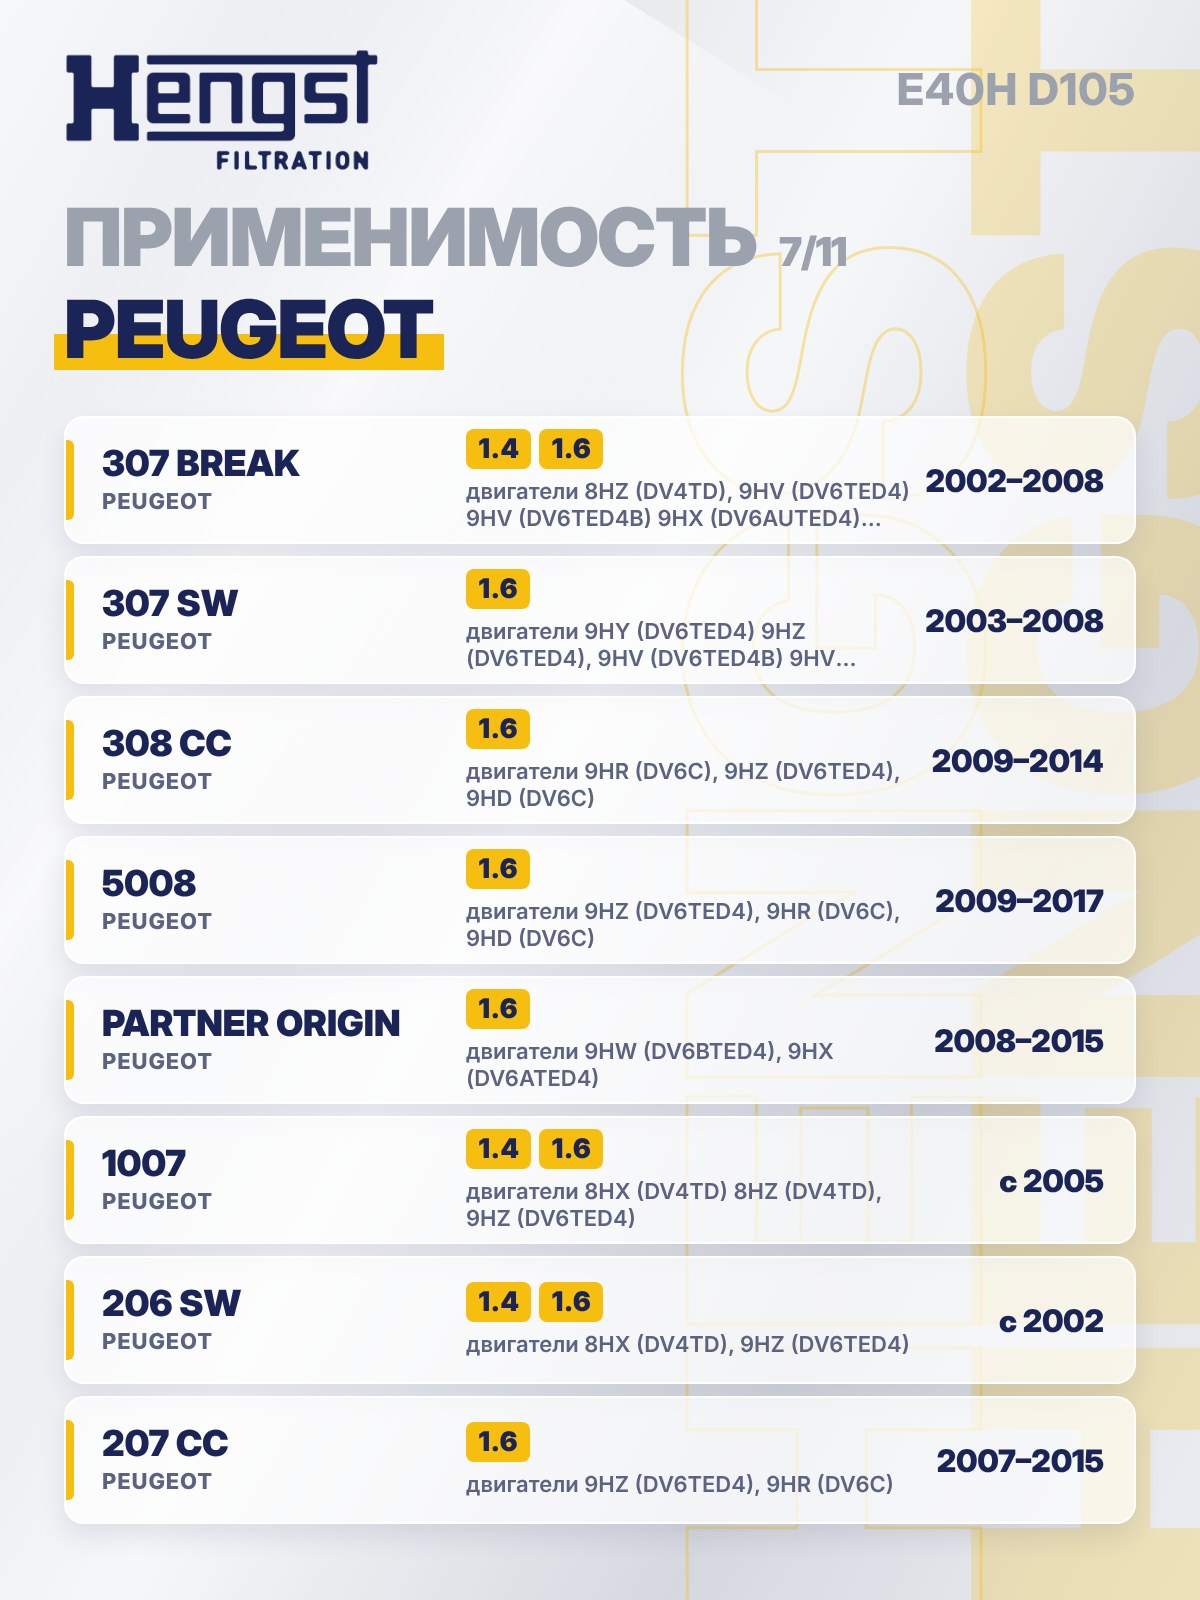 Hengst
FILTRATION
E40H D105
ПРИМЕНИМОСТЬ 7/11
PEUGEOT
307 BREAK
PEUGEOT
1.4 1.6
двигатели 8HZ (DV4TD), 9HV (DV6TED4)
9HV (DV6TED4B) 9HX (DV6AUTED4)...
2002–2008
307 SW
PEUGEOT
1.6
двигатели 9HY (DV6TED4) 9HZ
(DV6TED4), 9HV (DV6TED4B) 9HV...
2003–2008
308 CC
PEUGEOT
1.6
двигатели 9HR (DV6C), 9HZ (DV6TED4),
9HD (DV6C)
2009–2014
5008
PEUGEOT
1.6
двигатели 9HZ (DV6TED4), 9HR (DV6C),
9HD (DV6C)
2009–2017
PARTNER ORIGIN
PEUGEOT
1.6
двигатели 9HW (DV6BTED4), 9HX
(DV6ATED4)
2008–2015
1007
PEUGEOT
1.4 1.6
двигатели 8HX (DV4TD) 8HZ (DV4TD),
9HZ (DV6TED4)
с 2005
206 SW
PEUGEOT
1.4 1.6
двигатели 8HX (DV4TD), 9HZ (DV6TED4)
с 2002
207 CC
PEUGEOT
1.6
двигатели 9HZ (DV6TED4), 9HR (DV6C)
2007–2015
HENGST
HENGST